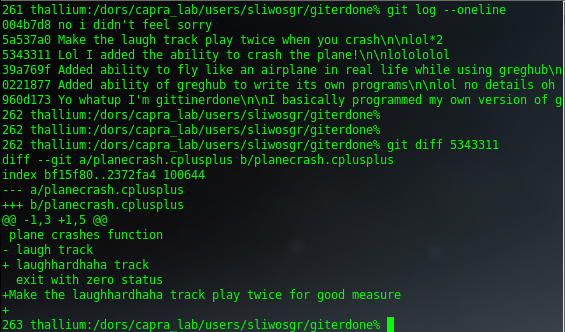 261 thallium:/dors/capra_lab/users/sliwosgr/giterdone% git log --oneline
004b7d8 no i didn't feel sorry
5a537a0 Make the laugh track play twice when you crash\n\nlol*2
5343311 Lol I added the ability to crash the plane!\n\nlolololol
39a769f Added ability to fly like an airplane in real life while using greghub\n
0221877 Added ability of greghub to write its own programs\n\nlol no details oh
960d173 Yo whatup I'm gittinerdone\n\nI basically programmed my own version of g
262 thallium:/dors/capra_lab/users/sliwosgr/giterdone%
262 thallium:/dors/capra_lab/users/sliwosgr/giterdone%
262 thallium:/dors/capra_lab/users/sliwosgr/giterdone% git diff 5343311
diff --git a/planecrash.cplusplus b/planecrash.cplusplus
index bf15f80..2372fa4 100644
--- a/planecrash.cplusplus
+++ b/planecrash.cplusplus
@@ -1,3 +1,5 @@
 plane crashes function
- laugh track
+ laughhardhaha track
  exit with zero status
+Make the laughhardhaha track play twice for good measure
+
263 thallium:/dors/capra_lab/users/sliwosgr/giterdone%